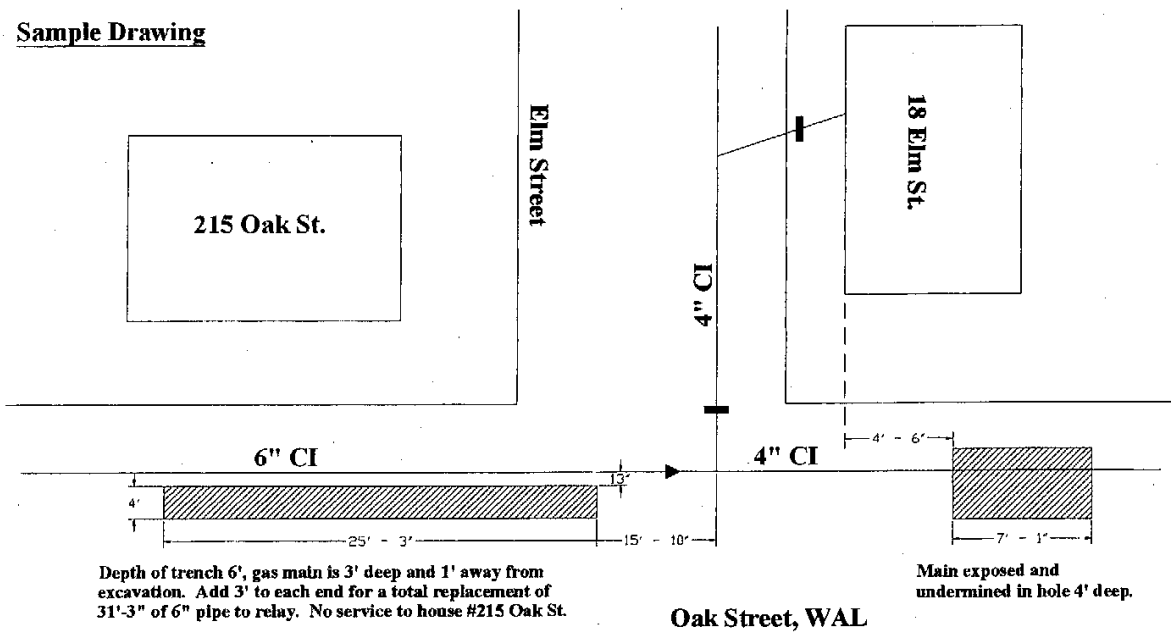 Sample Drawing
215 Oak St.
Elm Street
18 Elm St.
4" CI
6" CI
4" CI
4' - 6"
13"
4'
25' - 3"
15' - 10"
7' - 1"
Depth of trench 6', gas main is 3' deep and 1' away from
excavation. Add 3' to each end for a total replacement of
31'-3" of 6" pipe to relay. No service to house #215 Oak St.
Main exposed and
undermined in hole 4' deep.
Oak Street, WAL